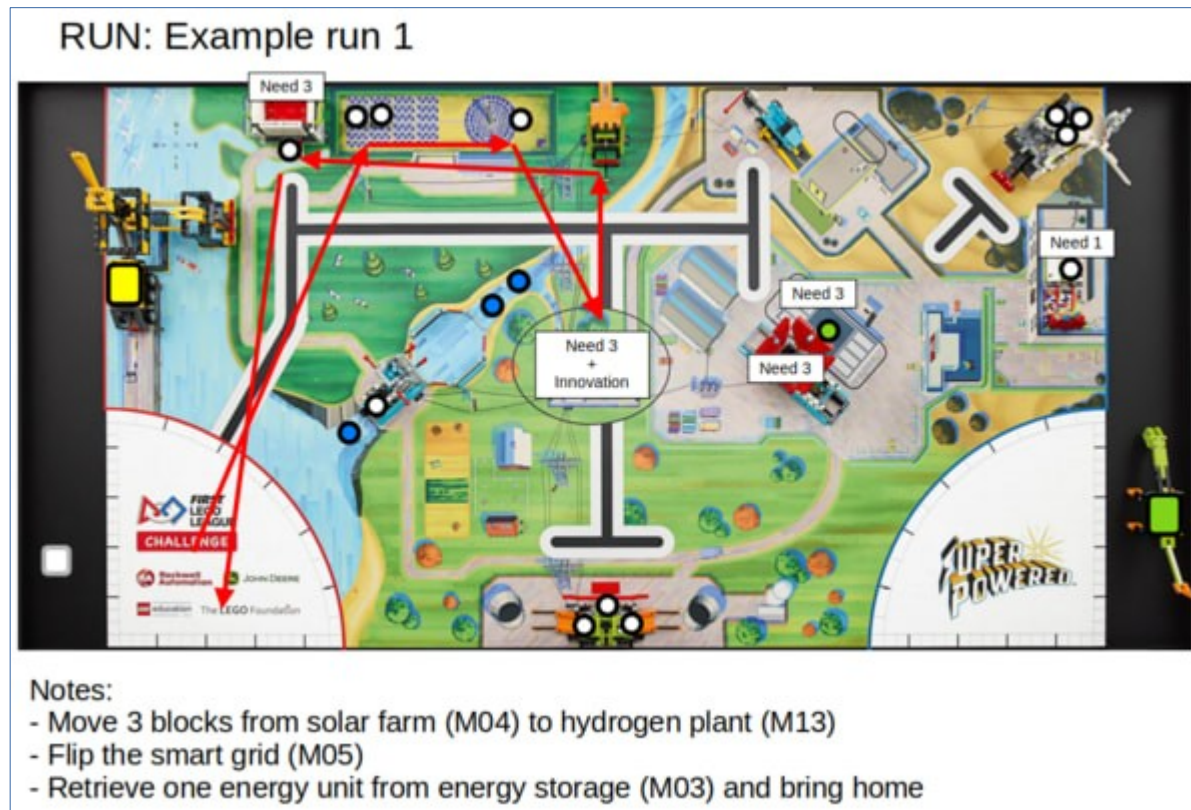 RUN: Example run 1
Need 3
Need 1
Need 3
Need 3
+
Innovation
Need 3
FIRST
LEGO
LEAGUE
CHALLENGE
Rockwell
Automation
JOHN DEERE
LEGO education
The LEGO Foundation
SUPER
POWERED
Notes:
- Move 3 blocks from solar farm (M04) to hydrogen plant (M13)
- Flip the smart grid (M05)
- Retrieve one energy unit from energy storage (M03) and bring home